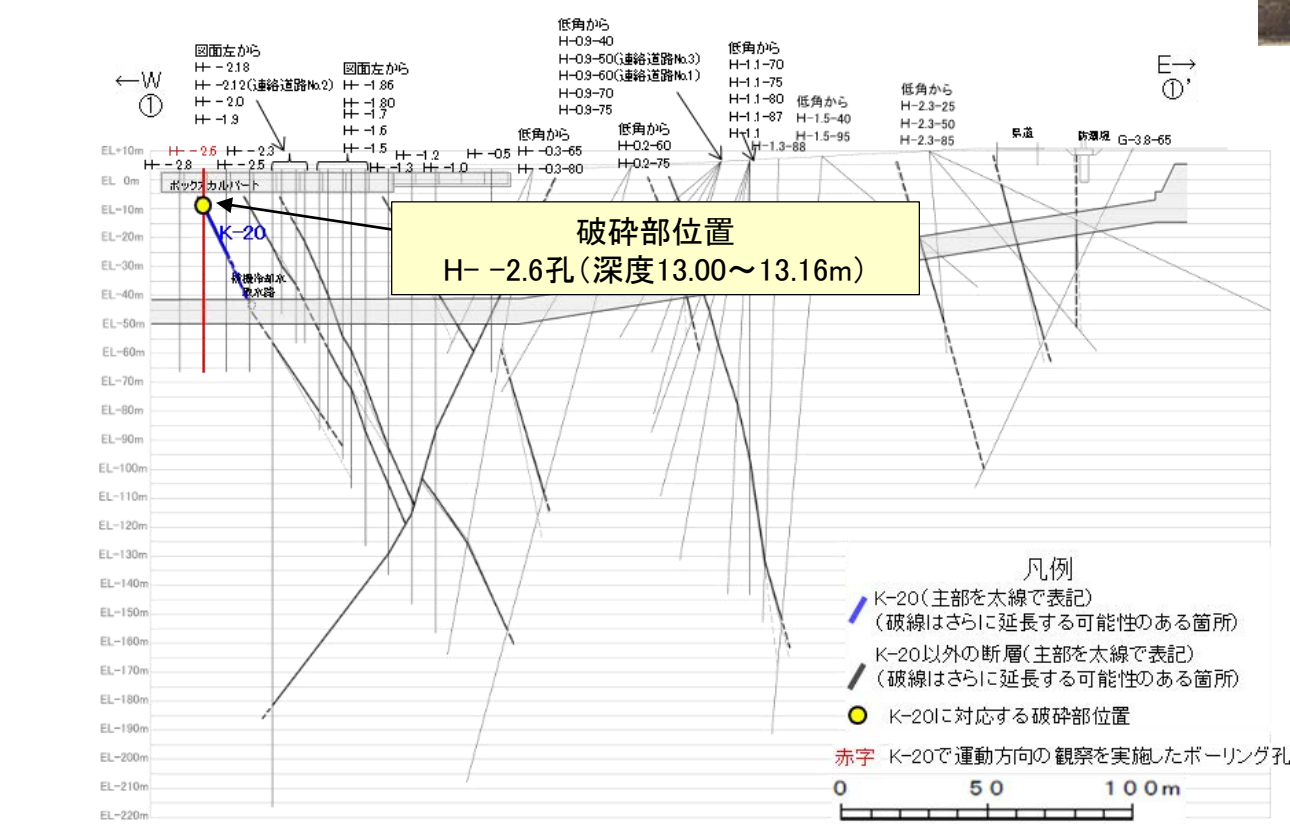 ←W
①
E→
①'
図面左から
H- -2.18
H- -2.12(連絡道路No.2)
H- -2.0
H- -1.9
図面左から
H- -1.86
H- -1.80
H- -1.7
H- -1.6
H- -1.5
低角から
H-0.9-40
H-0.9-50(連絡道路No.3)
H-0.9-60(連絡道路No.1)
H-0.9-70
H-0.9-75
低角から
H-1.1-70
H-1.1-75
H-1.1-80
H-1.1-87
H-1.1
低角から
H-1.5-40
H-1.5-95
低角から
H-2.3-25
H-2.3-50
H-2.3-85
低角から
H- -0.3-65
H- -0.3-80
低角から
H-0.2-60
H-0.2-75
H-1.3-88
県道
防潮堤
G-3.8-65
H- -2.8
H- -2.6
H- -2.5
H- -2.3
H- -1.3
H- -1.2
H- -1.0
H- -0.5
ボックスカルバート
K-20
補機冷却水
取水路
破砕部位置
H- -2.6孔(深度13.00～13.16m)
EL+10m
EL 0m
EL-10m
EL-20m
EL-30m
EL-40m
EL-50m
EL-60m
EL-70m
EL-80m
EL-90m
EL-100m
EL-110m
EL-120m
EL-130m
EL-140m
EL-150m
EL-160m
EL-170m
EL-180m
EL-190m
EL-200m
EL-210m
EL-220m
凡例
K-20(主部を太線で表記)
(破線はさらに延長する可能性のある箇所)
K-20以外の断層(主部を太線で表記)
(破線はさらに延長する可能性のある箇所)
K-20に対応する破砕部位置
赤字 K-20で運動方向の観察を実施したボーリング孔
0 50 100m